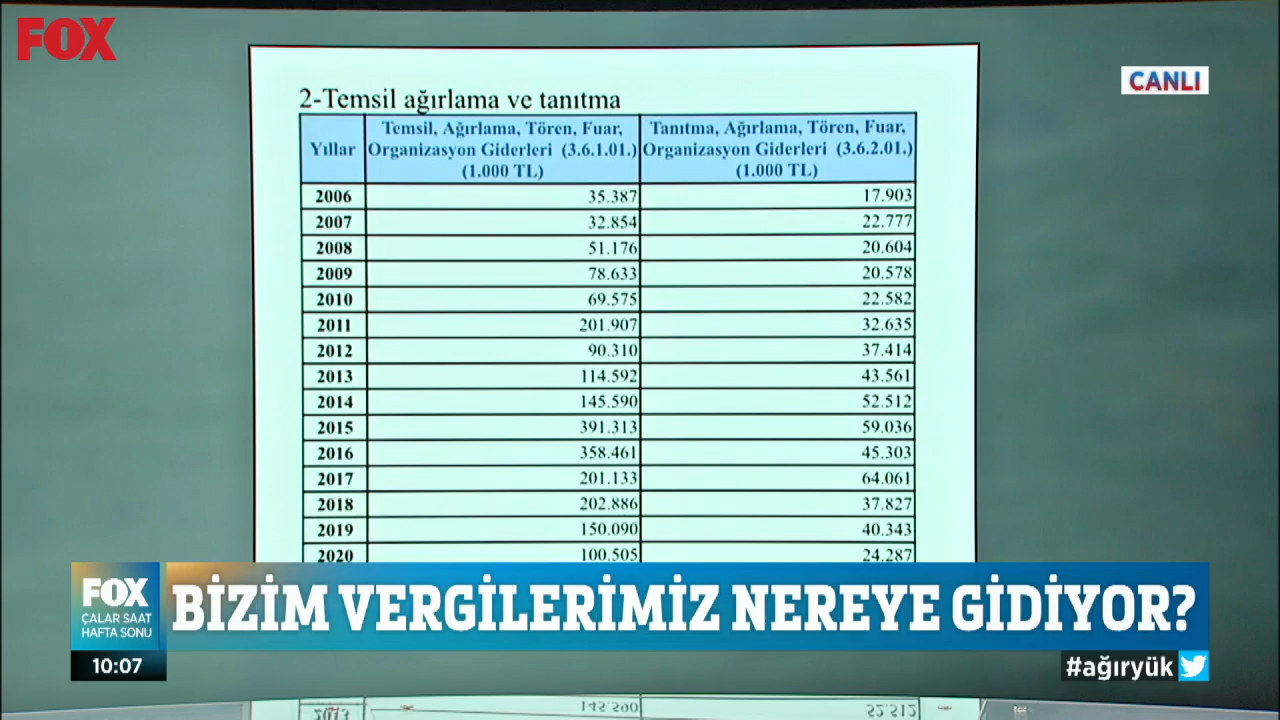 FOX
CANLI
2-Temsil ağırlama ve tanıtma
Yıllar | Temsil, Ağırlama, Tören, Fuar, Organizasyon Giderleri (3.6.1.01.) (1.000 TL) | Tanıtma, Ağırlama, Tören, Fuar, Organizasyon Giderleri (3.6.2.01.) (1.000 TL)
2006 35.387 17.903
2007 32.854 22.777
2008 51.176 20.604
2009 78.633 20.578
2010 69.575 22.582
2011 201.907 32.635
2012 90.310 37.414
2013 114.592 43.561
2014 145.590 52.512
2015 391.313 59.036
2016 358.461 45.303
2017 201.133 64.061
2018 202.886 37.827
2019 150.090 40.343
2020 100.505 24.287
FOX
ÇALAR SAAT
HAFTA SONU
BİZİM VERGİLERİMİZ NEREYE GİDİYOR?
10:07
#ağıryük